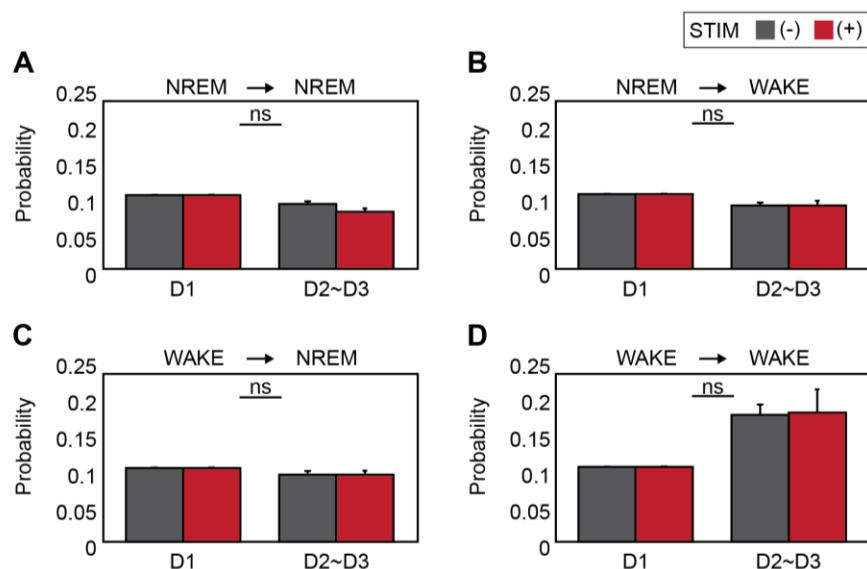 STIM (-) (+)
A
NREM → NREM
ns
Probability
0.25
0.2
0.15
0.1
0.05
0
D1 D2~D3
B
NREM → WAKE
ns
Probability
0.25
0.2
0.15
0.1
0.05
0
D1 D2~D3
C
WAKE → NREM
ns
Probability
0.25
0.2
0.15
0.1
0.05
0
D1 D2~D3
D
WAKE → WAKE
ns
Probability
0.25
0.2
0.15
0.1
0.05
0
D1 D2~D3